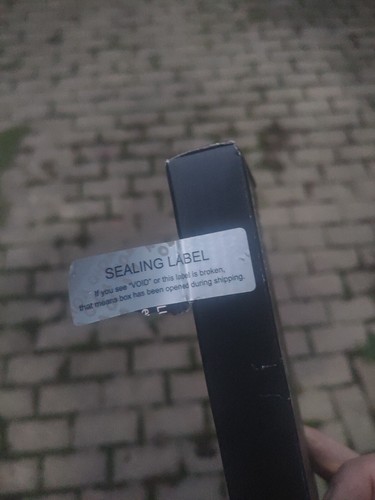 SEALING LABEL
If you see "VOID" or this label is broken,
that means box has been opened during shipping.